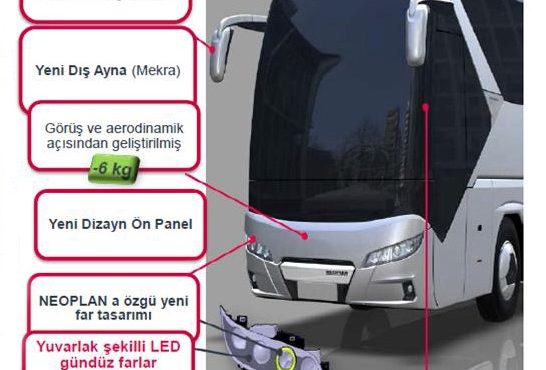 Yeni Dış Ayna (Mekra)
Görüş ve aerodinamik
açısından geliştirilmiş
-6 kg
Yeni Dizayn Ön Panel
NEOPLAN
NEOPLAN a özgü yeni
far tasarımı
Yuvarlak şekilli LED
gündüz farlar